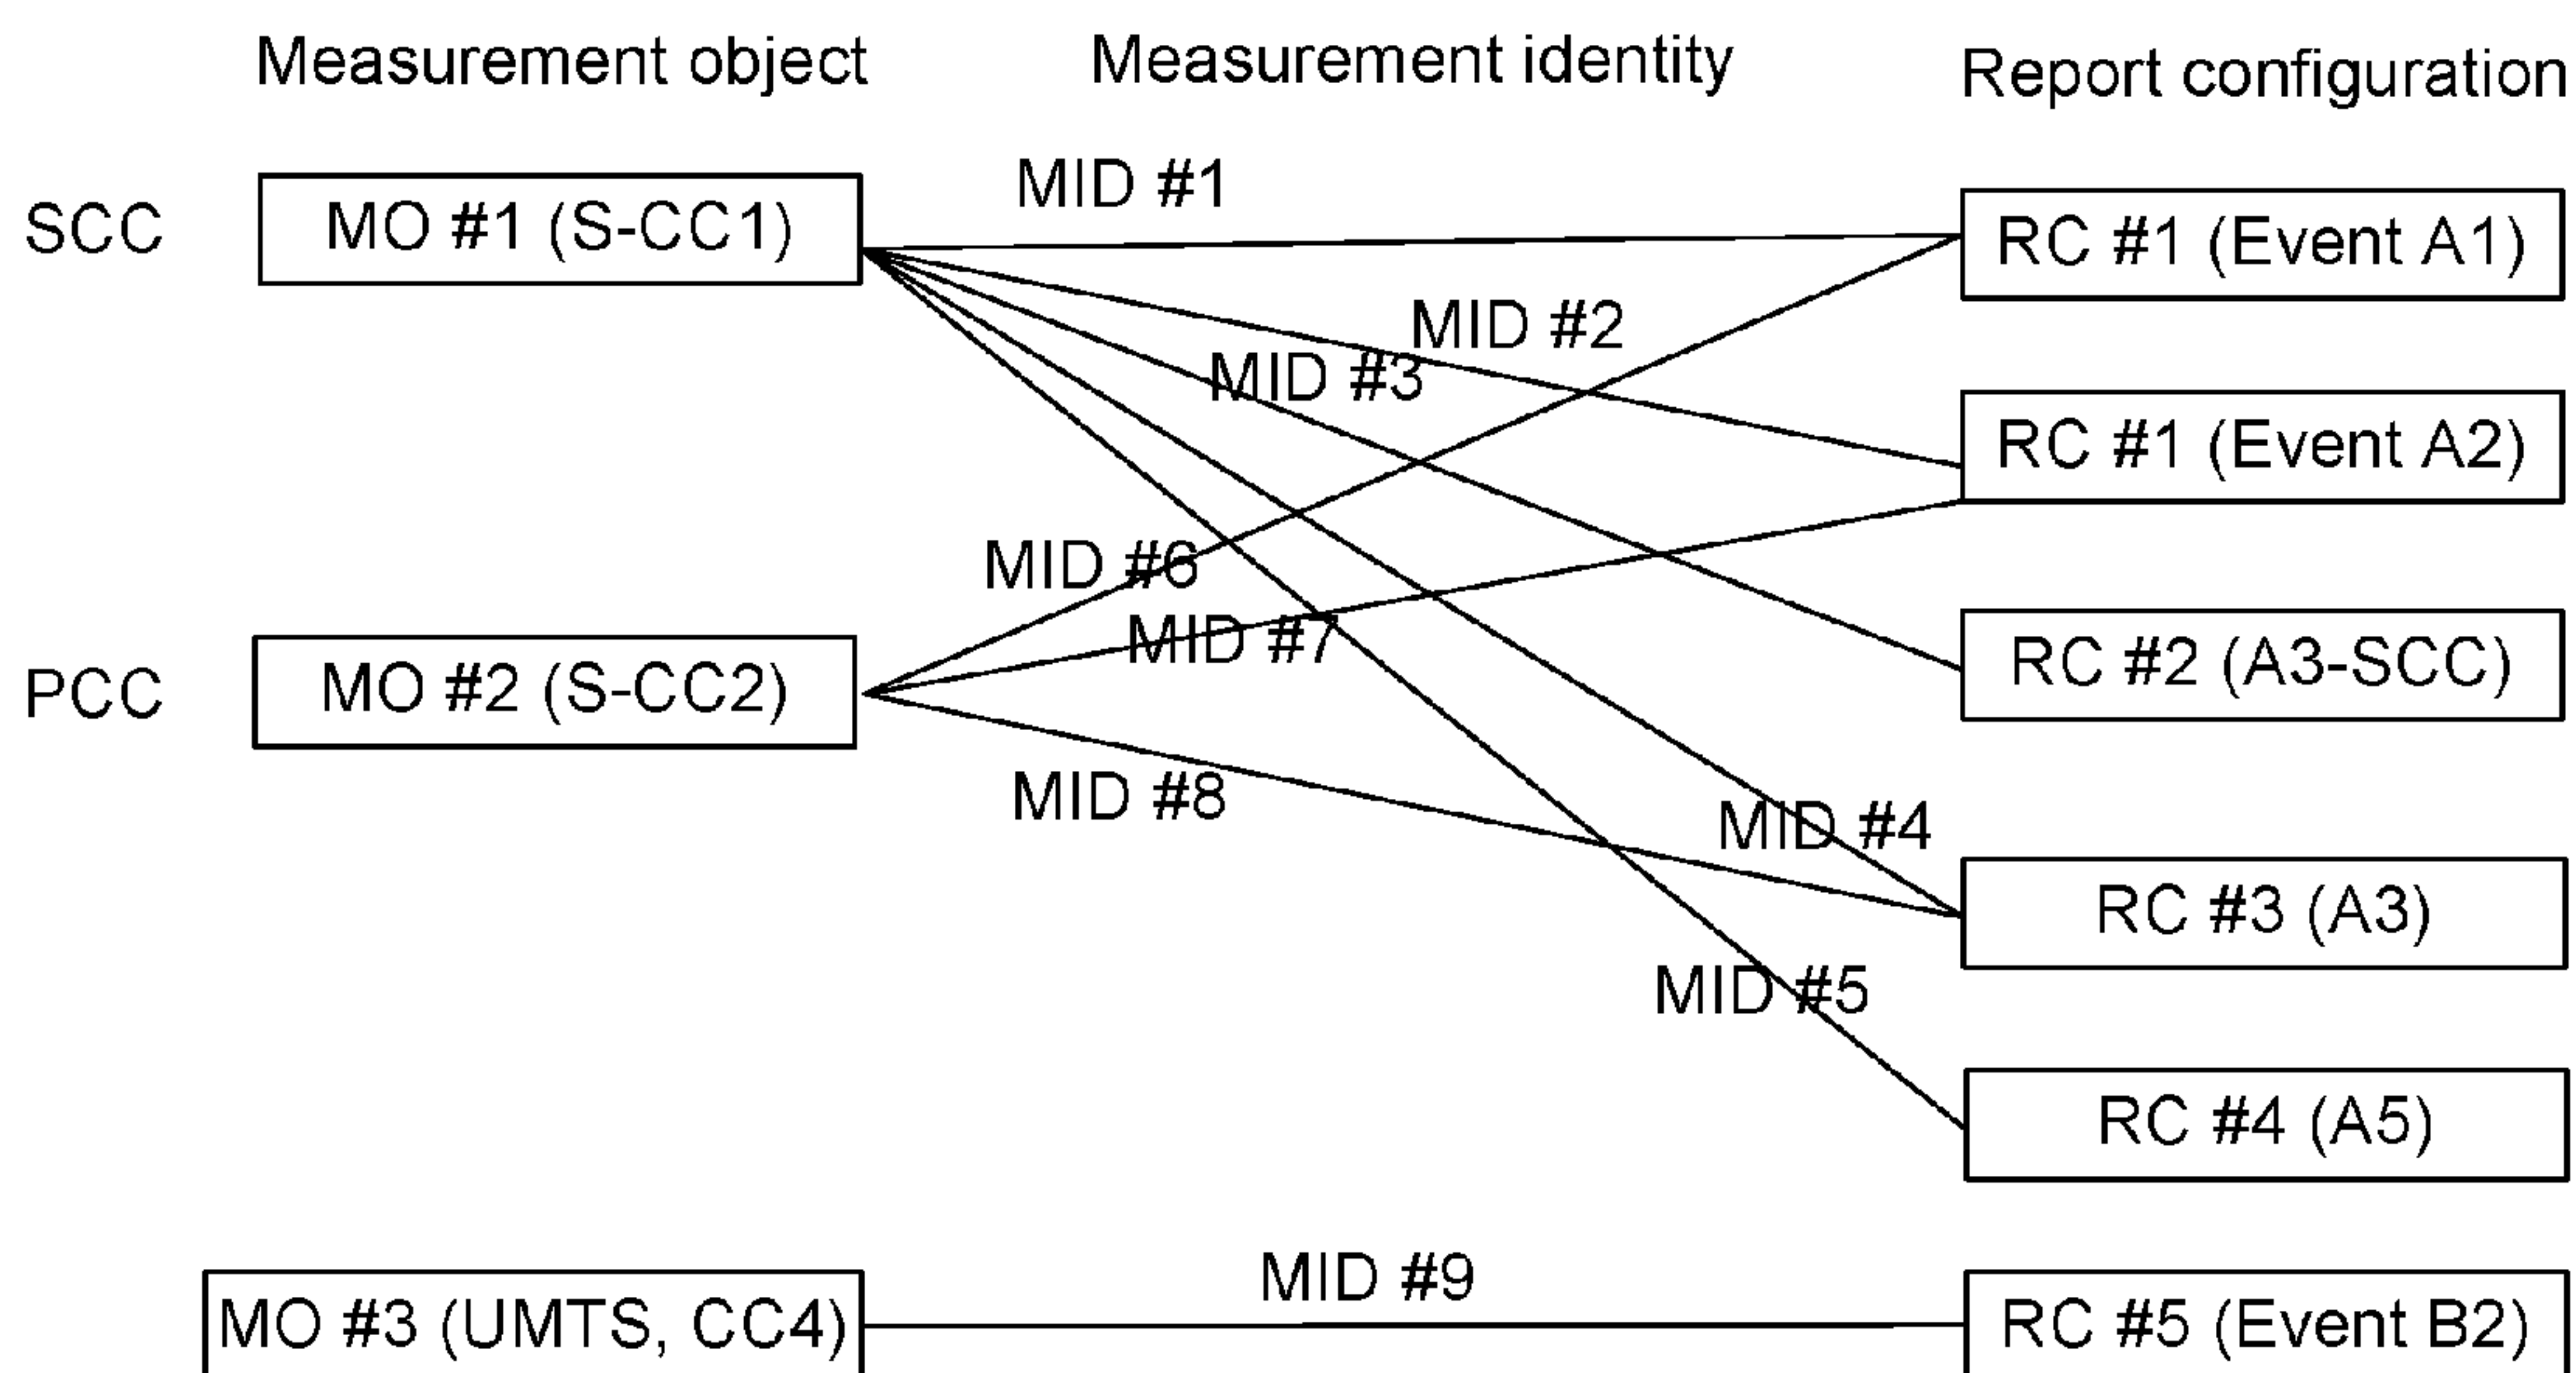 Measurement object
Measurement identity
Report configuration
SCC
MO #1 (S-CC1)
MID #1
RC #1 (Event A1)
MID #2
MID #3
RC #1 (Event A2)
MID #6
MID #7
RC #2 (A3-SCC)
PCC
MO #2 (S-CC2)
MID #8
MID #4
RC #3 (A3)
MID #5
RC #4 (A5)
MO #3 (UMTS, CC4)
MID #9
RC #5 (Event B2)